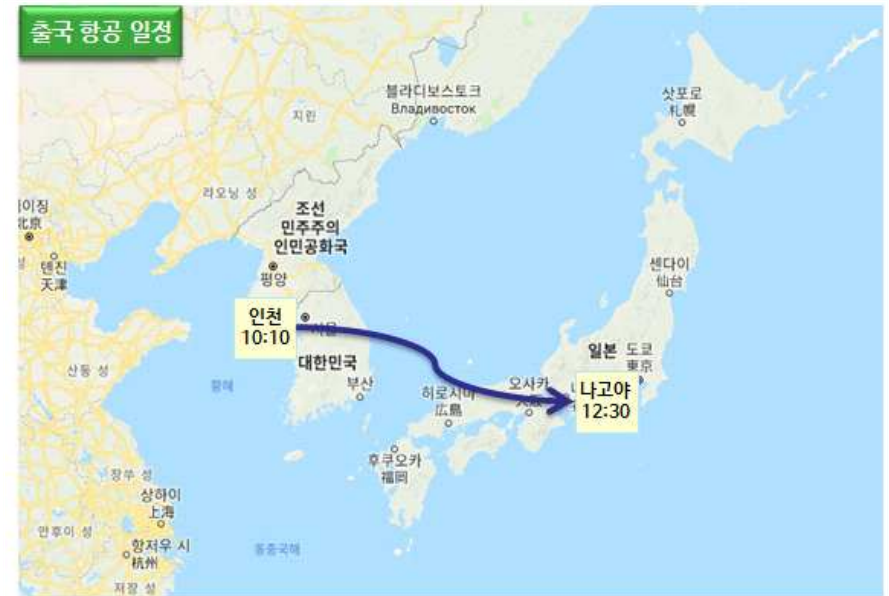 출국 항공 일정
블라디보스토크
Владивосток
삿포로
札幌
지린
랴오닝 성
이징
北京
조선
민주주의
인민공화국
톈진
天津
평양
센다이
仙台
인천
10:10
서울
대한민국
일본
도쿄
東京
산둥 성
황해
부산
히로시마
広島
오사카
나고야
12:30
후쿠오카
福岡
장쑤 성
상하이
上海
안후이 성
항저우 시
杭州
동중국해
저장 성